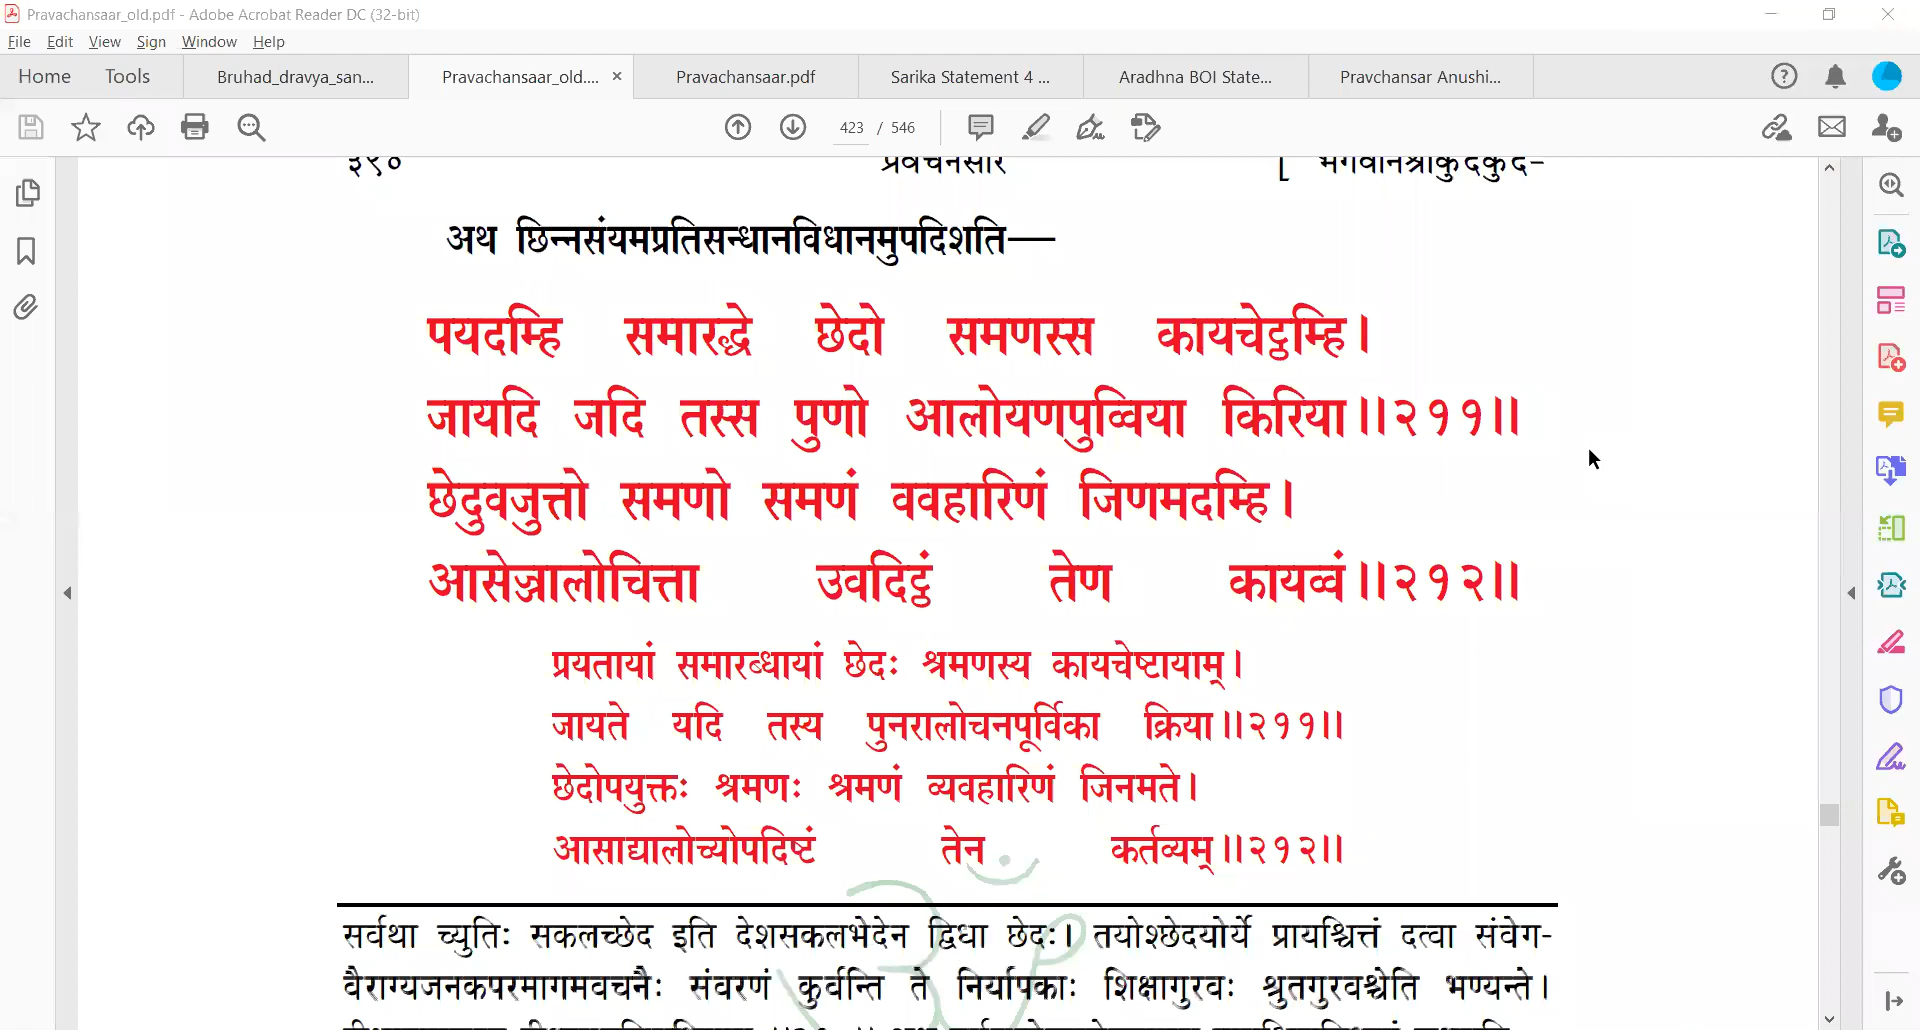 Pravachansaar_old.pdf - Adobe Acrobat Reader DC (32-bit)
File Edit View Sign Window Help
Home Tools Bruhad_dravya_san... Pravachansaar_old.... Pravachansaar.pdf Sarika Statement 4 ... Aradhna BOI State... Pravchansar Anushi...
423 / 546
३९० प्रवचनसार [ भगवानश्रीकुंदकुंद-
अथ छिन्नसंयमप्रतिसन्धानविधानमुपदिशति—
पयदम्हि समारद्धे छेदो समणस्स कायचेट्ठम्हि।
जायदि जदि तस्स पुणो आलोयणपुव्विया किरिया॥२११॥
छेदुवजुत्तो समणो समणं ववहारिणं जिणमदम्हि।
आसेज्जालोचित्ता उवदिट्ठं तेण कायव्वं॥२१२॥
प्रयतायां समारब्धायां छेदः श्रमणस्य कायचेष्टायाम्।
जायते यदि तस्य पुनरालोचनपूर्विका क्रिया॥२११॥
छेदोपयुक्तः श्रमणः श्रमणं व्यवहारिणं जिनमते।
आसाद्यालोच्योपदिष्टं तेन कर्तव्यम्॥२१२॥
सर्वथा च्युतिः सकलच्छेद इति देशसकलभेदेन द्विधा छेदः। तयोश्छेदयोर्ये प्रायश्चित्तं दत्वा संवेग-
वैराग्यजनकपरमागमवचनैः संवरणं कुर्वन्ति ते निर्यापकाः शिक्षागुरवः श्रुतगुरवश्चेति भण्यन्ते।